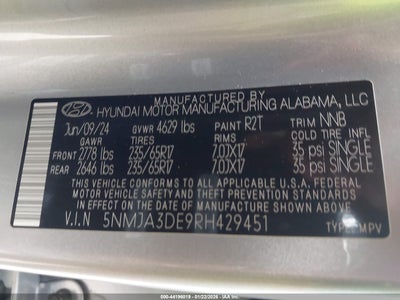 MANUFACTURED BY
HYUNDAI MOTOR MANUFACTURING ALABAMA, LLC
Jun/09/24 GVWR 4629 lbs PAINT R2T TRIM NNB
GAWR TIRES RIMS COLD TIRE INFL
FRONT 2778 lbs 235/65R17 7.0JX17 35 psi SINGLE
REAR 2646 lbs 235/65R17 7.0JX17 35 psi SINGLE
THIS VEHICLE CONFORMS TO ALL APPLICABLE U.S.A. FEDERAL
MOTOR VEHICLE SAFETY AND THEFT PREVENTION STANDARDS
IN EFFECT ON THE DATE OF MANUFACTURE SHOWN ABOVE.
V.I.N 5NMJA3DE9RH429451 TYPE: MPV
000-44198019 - 01/22/2026 - IAA Inc.